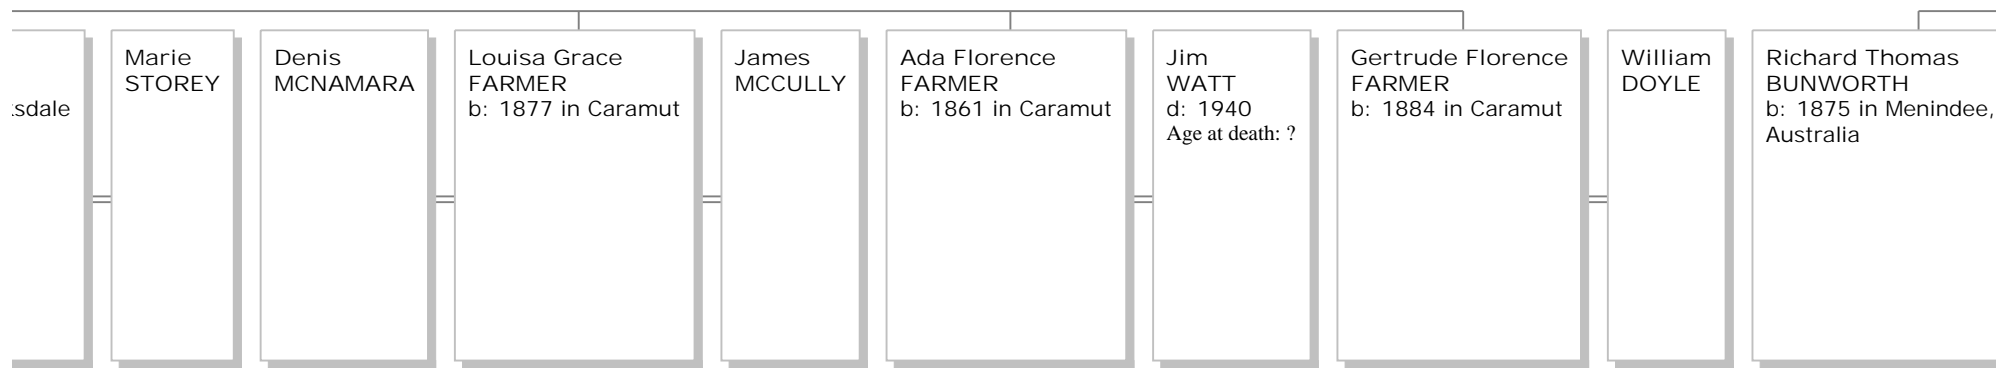 sdale
Marie
STOREY
Denis
MCNAMARA
Louisa Grace
FARMER
b: 1877 in Caramut
James
MCCULLY
Ada Florence
FARMER
b: 1861 in Caramut
Jim
WATT
d: 1940
Age at death: ?
Gertrude Florence
FARMER
b: 1884 in Caramut
William
DOYLE
Richard Thomas
BUNWORTH
b: 1875 in Menindee,
Australia